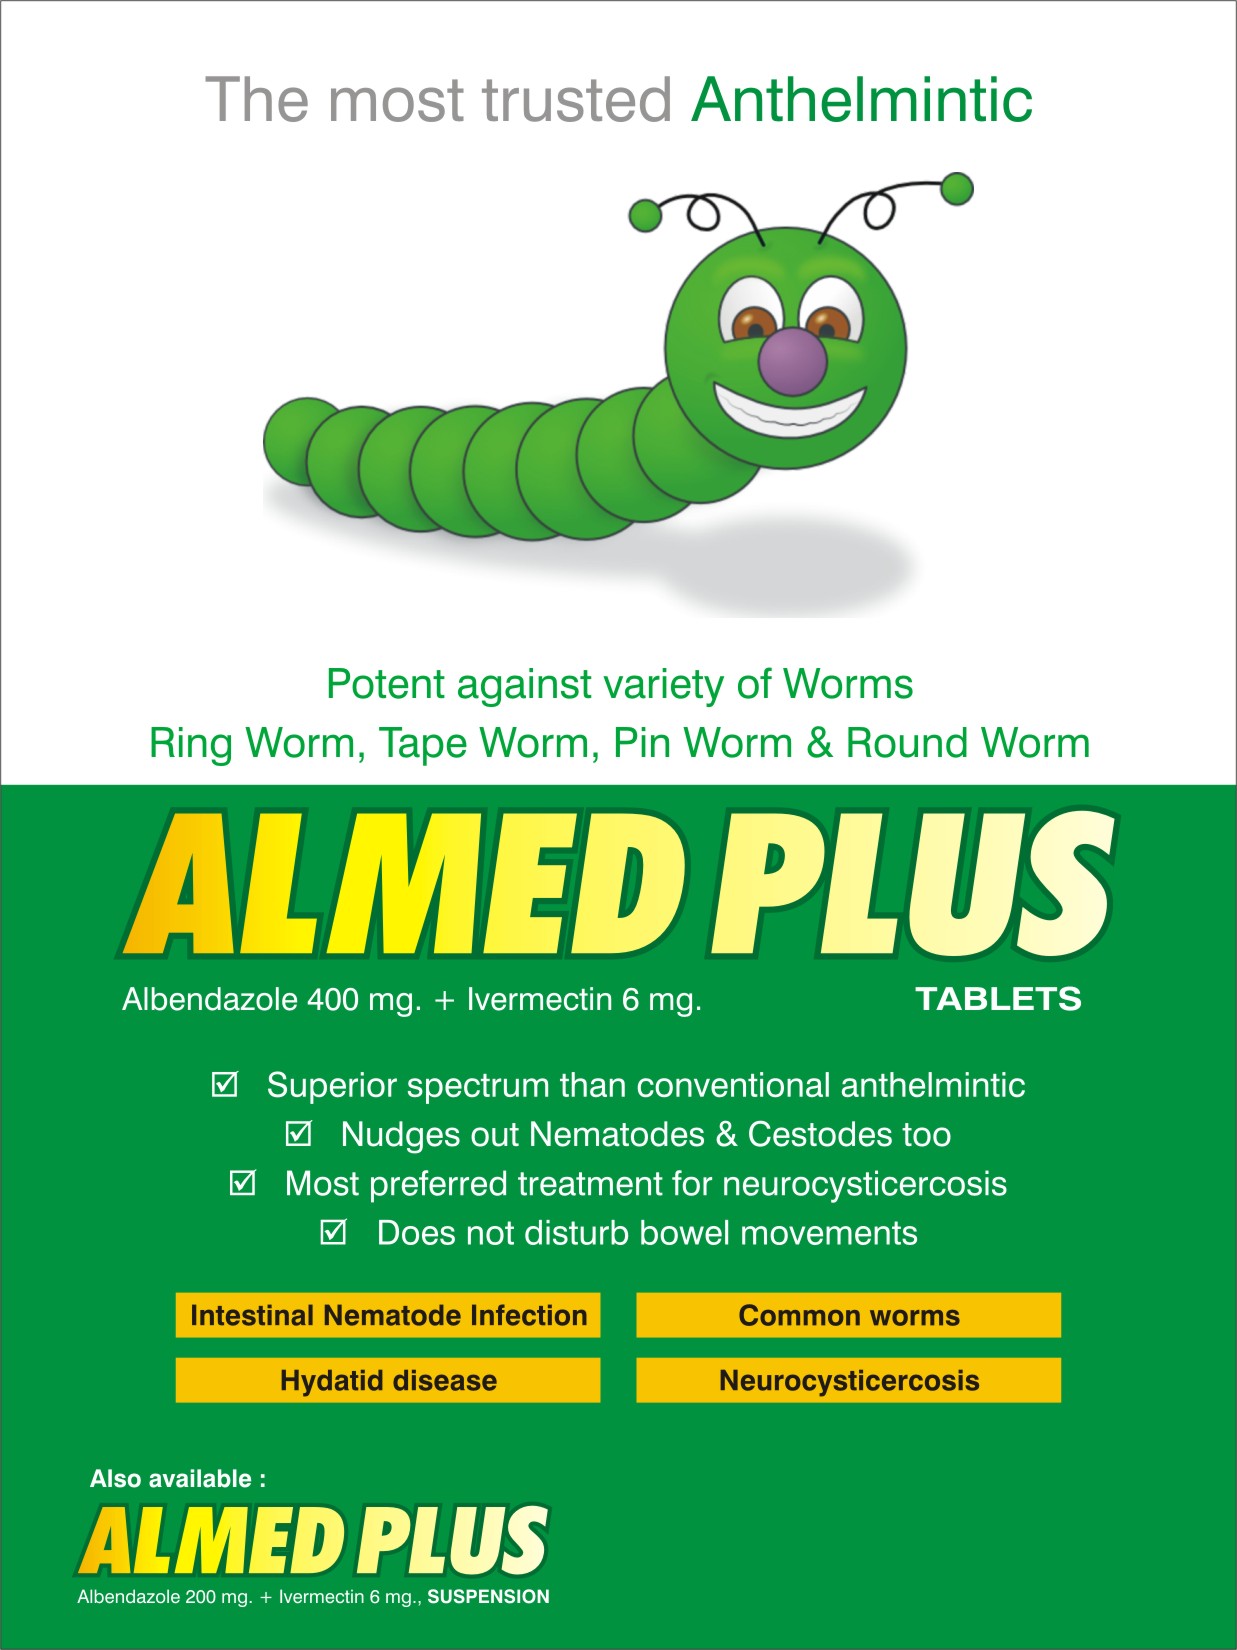 The most trusted Anthelmintic
Potent against variety of Worms
Ring Worm, Tape Worm, Pin Worm & Round Worm
ALMED PLUS
Albendazole 400 mg. + Ivermectin 6 mg. TABLETS
☑ Superior spectrum than conventional anthelmintic
☑ Nudges out Nematodes & Cestodes too
☑ Most preferred treatment for neurocysticercosis
☑ Does not disturb bowel movements
Intestinal Nematode Infection Common worms
Hydatid disease Neurocysticercosis
Also available :
ALMED PLUS
Albendazole 200 mg. + Ivermectin 6 mg., SUSPENSION